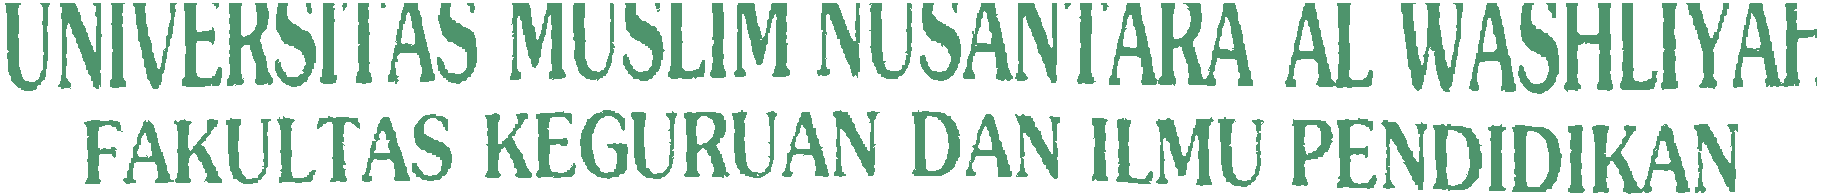 UNIVERSITAS MUSLIM NUSANTARA AL WASHLIYAH
FAKULTAS KEGURUAN DAN ILMU PENDIDIKAN